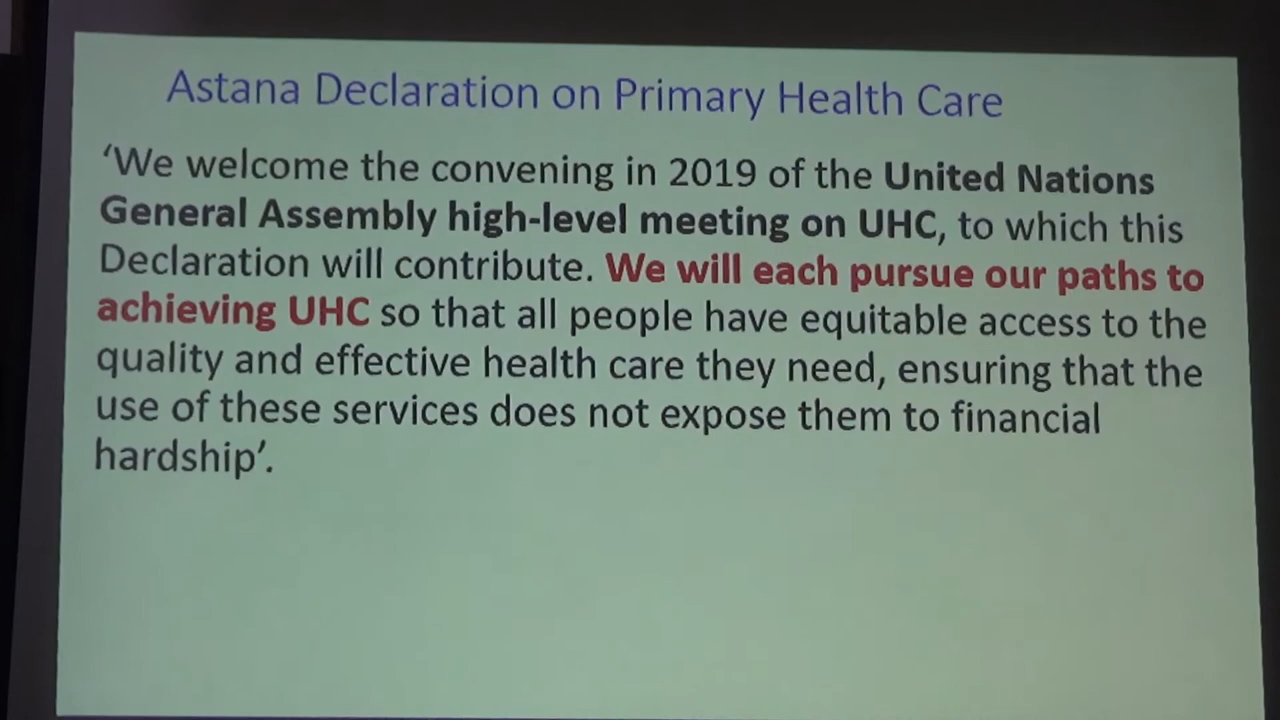 Astana Declaration on Primary Health Care
‘We welcome the convening in 2019 of the United Nations
General Assembly high-level meeting on UHC, to which this
Declaration will contribute. We will each pursue our paths to
achieving UHC so that all people have equitable access to the
quality and effective health care they need, ensuring that the
use of these services does not expose them to financial
hardship’.